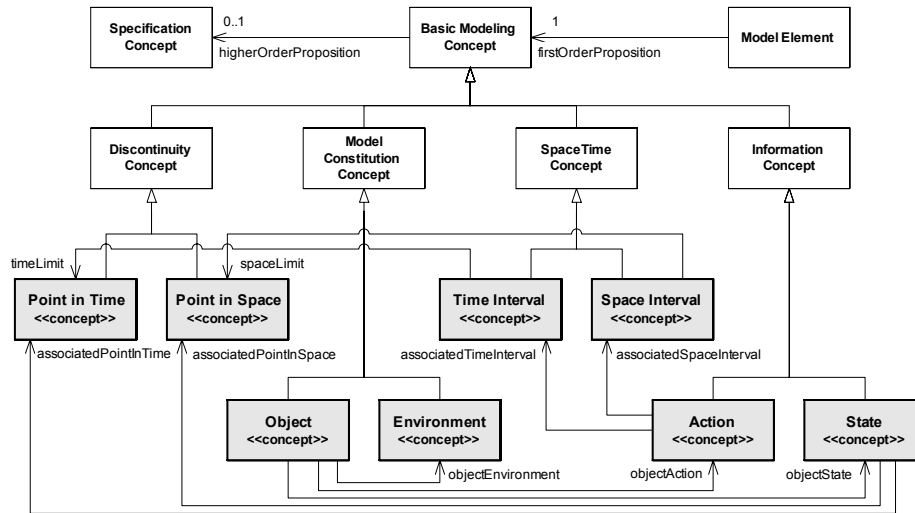 Specification
Concept
0..1
higherOrderProposition
Basic Modeling
Concept
1
firstOrderProposition
Model Element
Discontinuity
Concept
Model
Constitution
Concept
SpaceTime
Concept
Information
Concept
timeLimit
spaceLimit
Point in Time
<<concept>>
Point in Space
<<concept>>
Time Interval
<<concept>>
Space Interval
<<concept>>
associatedPointInTime
associatedPointInSpace
associatedTimeInterval
associatedSpaceInterval
Object
<<concept>>
Environment
<<concept>>
Action
<<concept>>
State
<<concept>>
objectEnvironment
objectAction
objectState